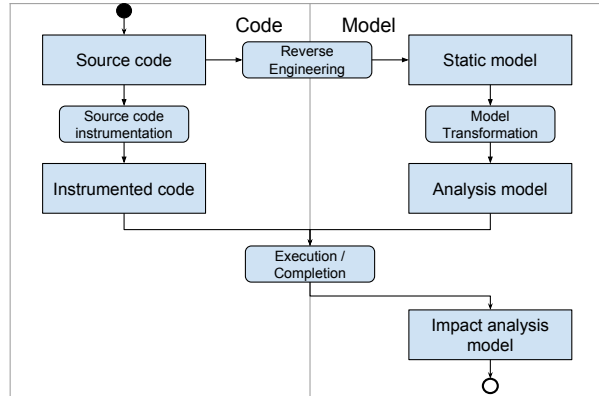 Code
Model
Source code
Reverse
Engineering
Static model
Source code
instrumentation
Model
Transformation
Instrumented code
Analysis model
Execution /
Completion
Impact analysis
model